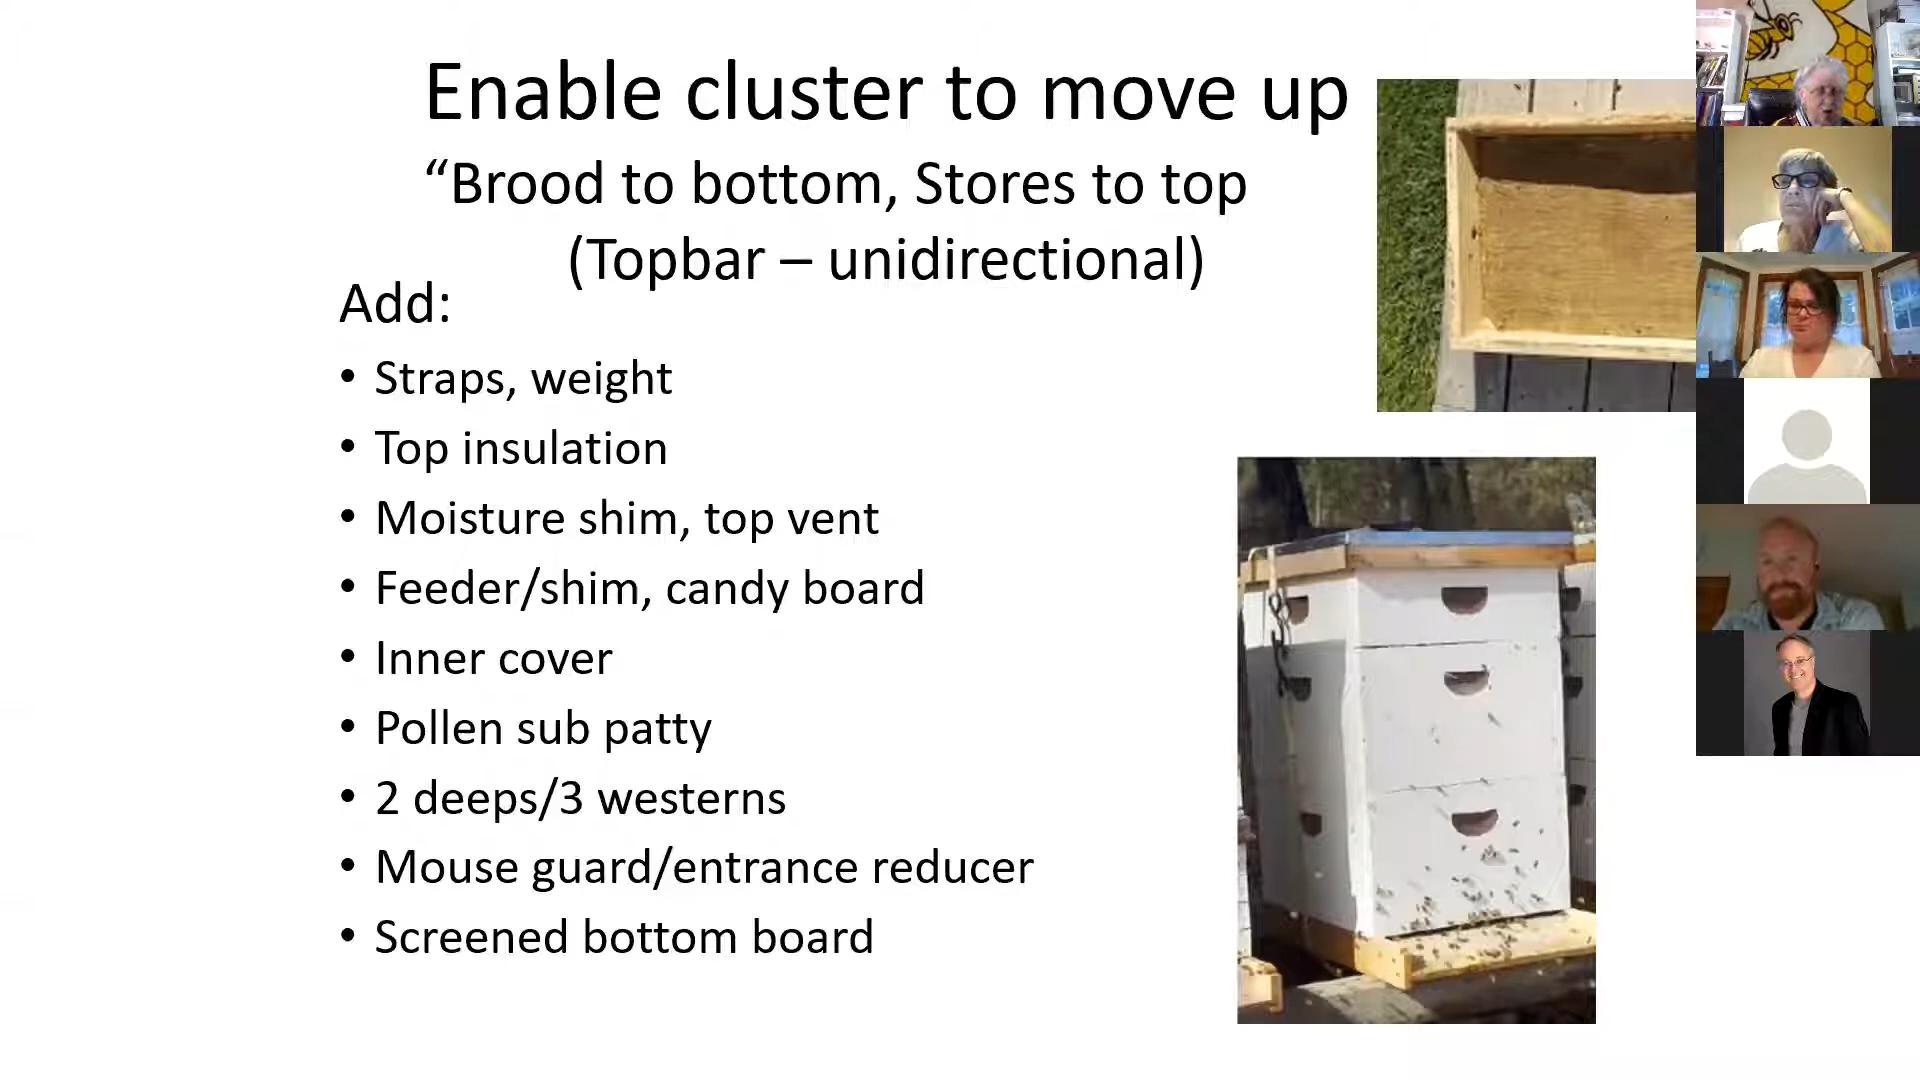 Enable cluster to move up
“Brood to bottom, Stores to top
(Topbar – unidirectional)
Add:
• Straps, weight
• Top insulation
• Moisture shim, top vent
• Feeder/shim, candy board
• Inner cover
• Pollen sub patty
• 2 deeps/3 westerns
• Mouse guard/entrance reducer
• Screened bottom board